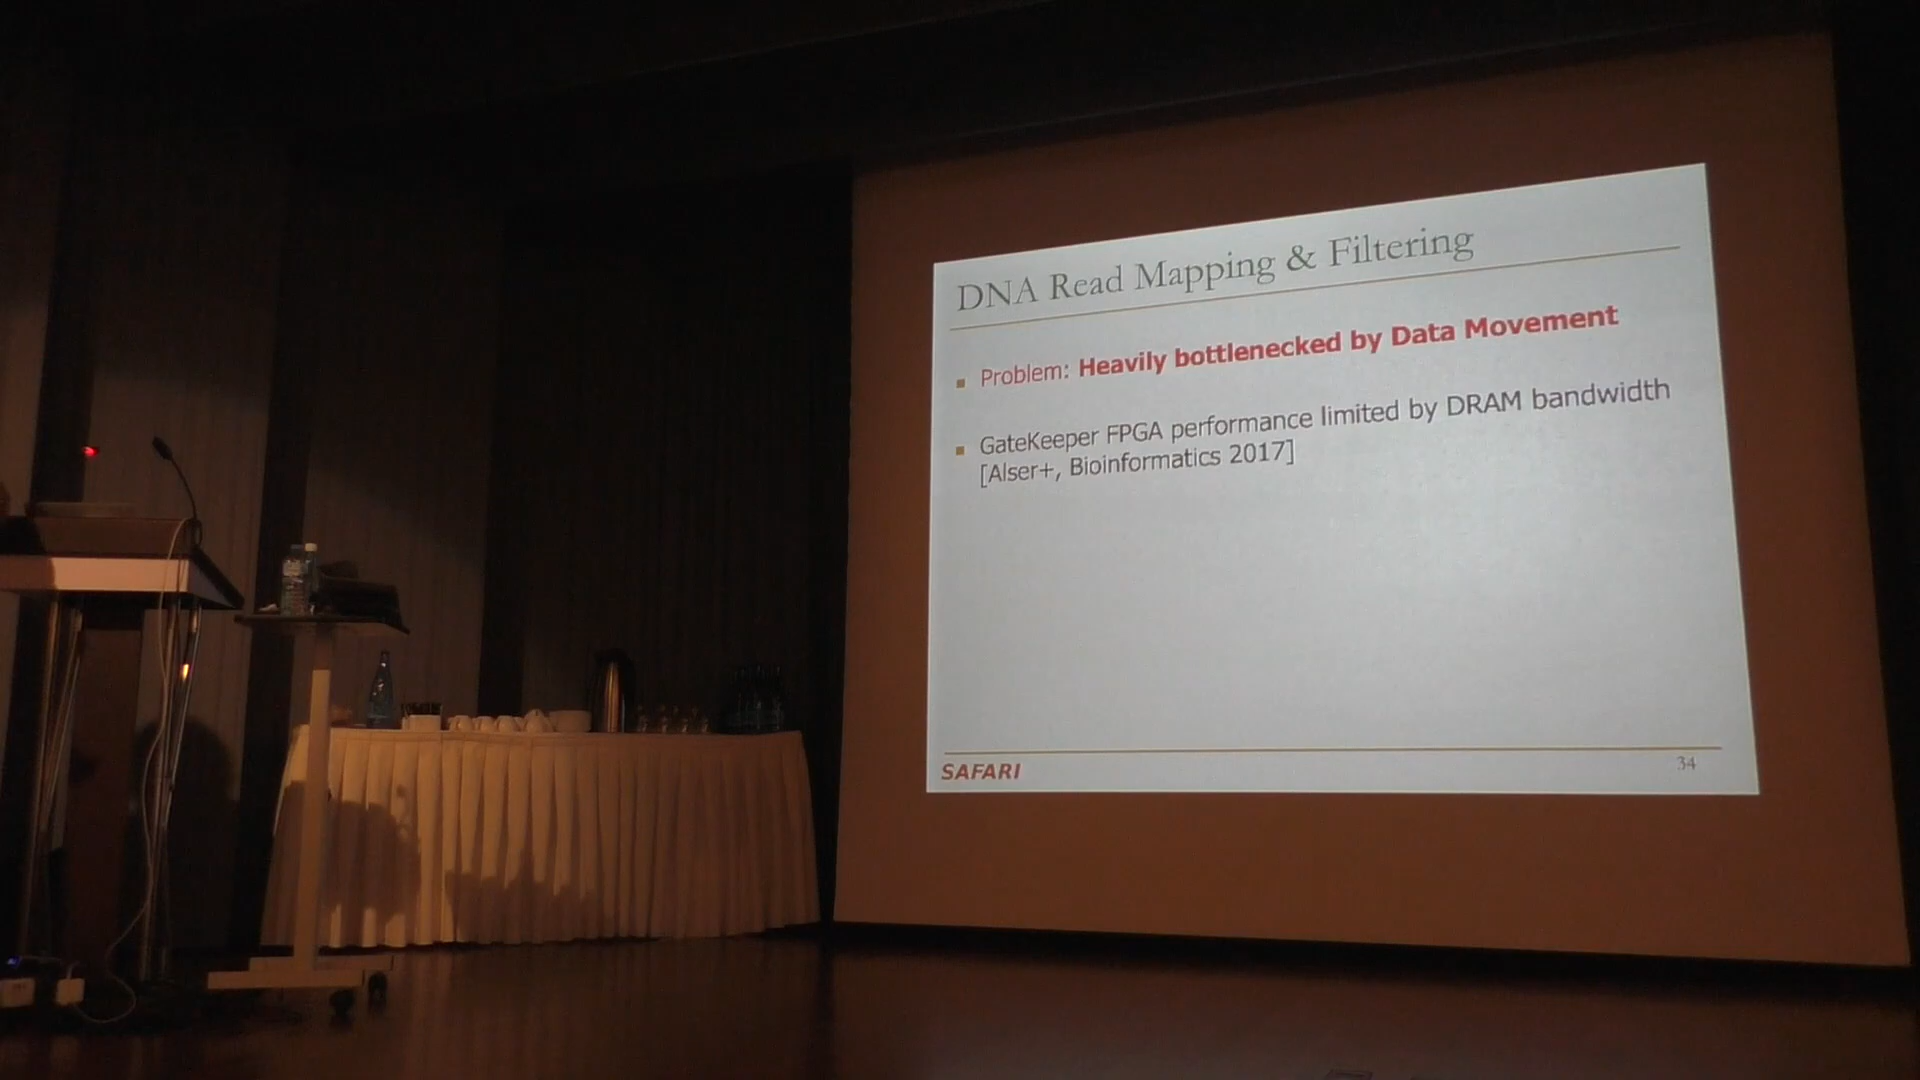 DNA Read Mapping & Filtering
Problem: Heavily bottlenecked by Data Movement
GateKeeper FPGA performance limited by DRAM bandwidth
[Alser+, Bioinformatics 2017]
SAFARI
34